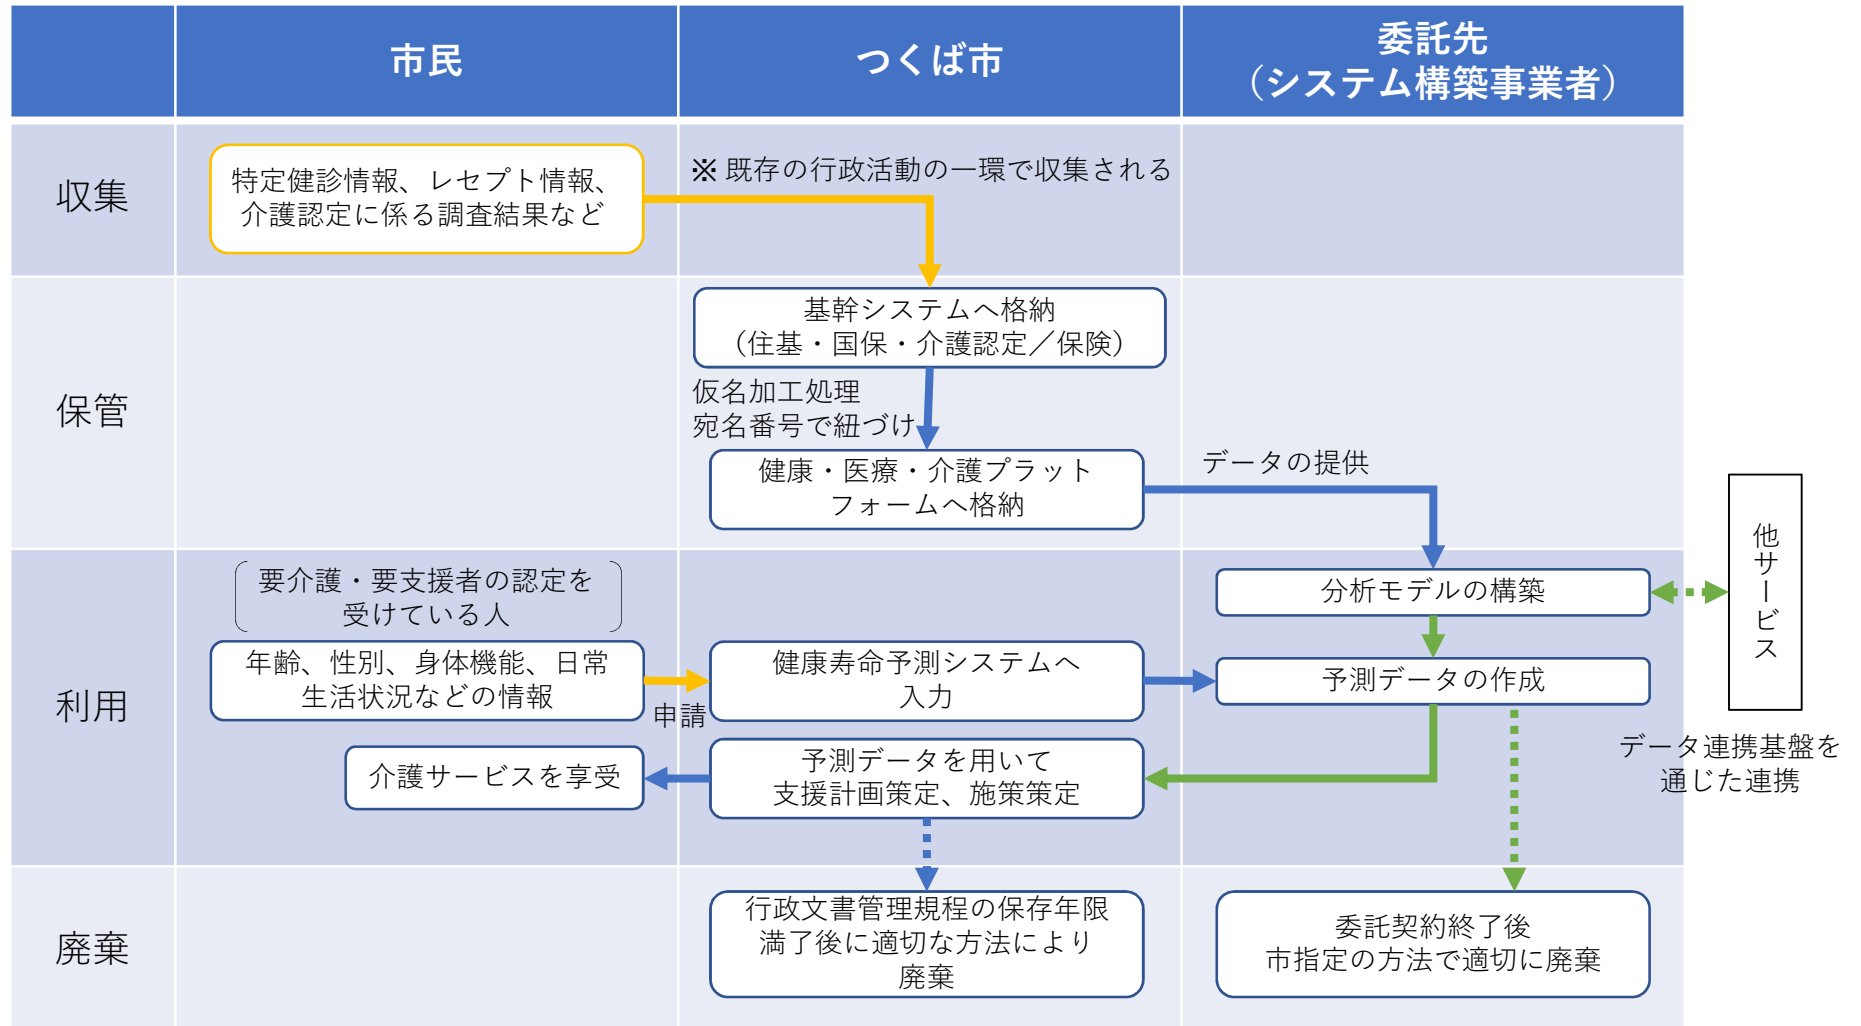 市民
つくば市
委託先
（システム構築事業者）
収集
特定健診情報、レセプト情報、
介護認定に係る調査結果など
※ 既存の行政活動の一環で収集される
保管
基幹システムへ格納
（住基・国保・介護認定／保険）
仮名加工処理
宛名番号で紐づけ
健康・医療・介護プラット
フォームへ格納
データの提供
他サービス
データ連携基盤を
通じた連携
利用
要介護・要支援者の認定を
受けている人
年齢、性別、身体機能、日常
生活状況などの情報
申請
健康寿命予測システムへ
入力
分析モデルの構築
予測データの作成
介護サービスを享受
予測データを用いて
支援計画策定、施策策定
廃棄
行政文書管理規程の保存年限
満了後に適切な方法により
廃棄
委託契約終了後
市指定の方法で適切に廃棄